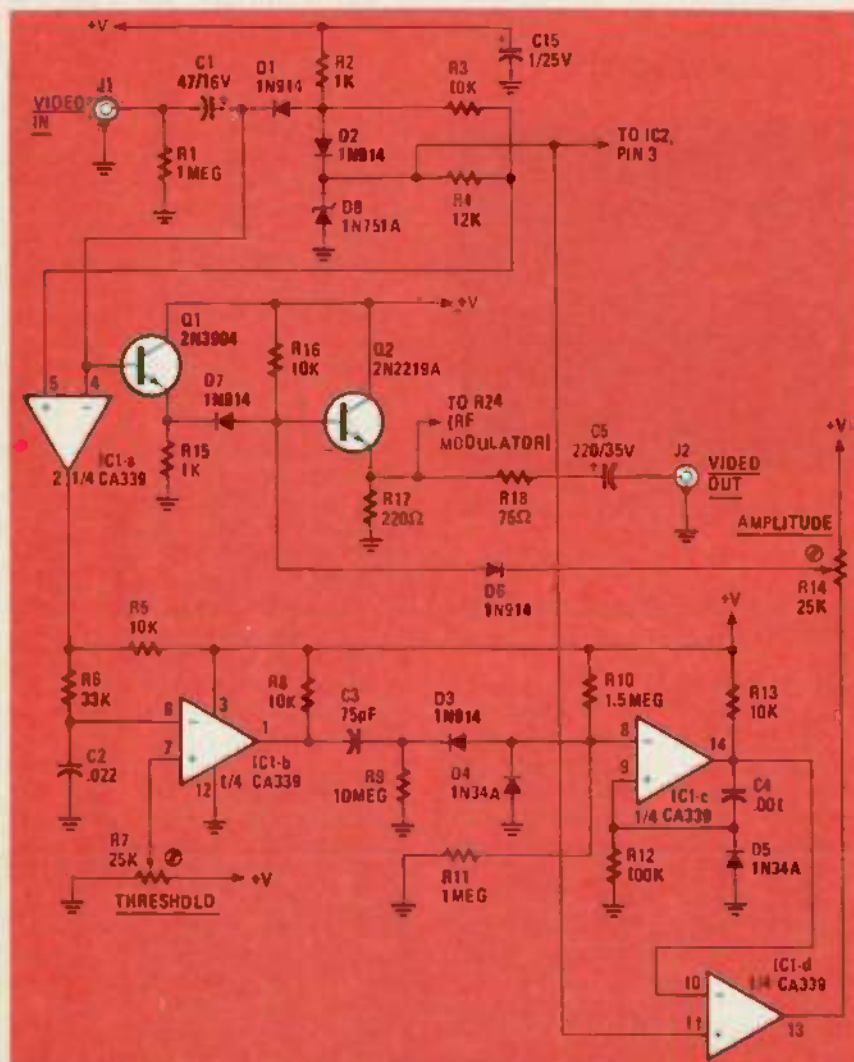 +V
C15
1/25V
J1
VIDEO
IN
C1
47/16V
D1
1N914
R2
1K
R3
10K
R1
1 MEG
D2
1N914
TO IC2,
PIN 3
D8
1N751A
R4
12K
Q1
2N3904
+V
R16
10K
Q2
2N2219A
5
4
+
-
D7
1N914
TO R24
(RF
MODULATOR)
C5
220/35V
J2
VIDEO
OUT
+V
IC1-a
2
1/4 CA339
R15
1K
R17
220Ω
R18
75Ω
AMPLITUDE
R14
25K
D6
1N914
+V
R5
10K
R6
33K
R8
10K
C3
75pF
D3
1N914
R10
1.5 MEG
R13
10K
3
6
7
1
12
8
9
14
C2
.022
IC1-b
1/4 CA339
R9
10MEG
D4
1N34A
IC1-c
1/4 CA339
C4
.001
R7
25K
+V
THRESHOLD
R11
1MEG
R12
100K
D5
1N34A
IC1-d
1/4
CA339
10
11
13